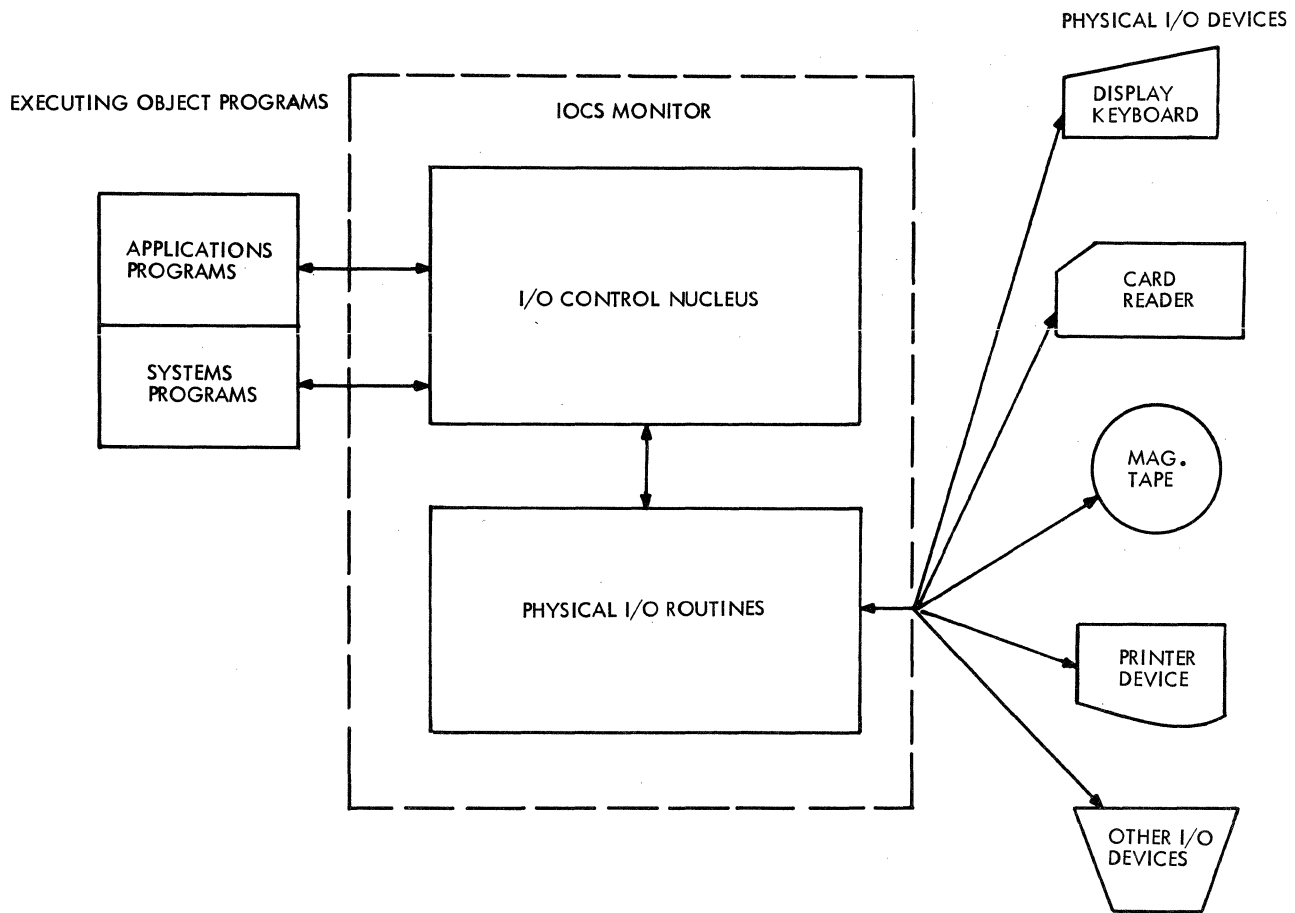 PHYSICAL I/O DEVICES
EXECUTING OBJECT PROGRAMS
IOCS MONITOR
DISPLAY
KEYBOARD
APPLICATIONS
PROGRAMS
I/O CONTROL NUCLEUS
CARD
READER
SYSTEMS
PROGRAMS
MAG.
TAPE
PHYSICAL I/O ROUTINES
PRINTER
DEVICE
OTHER I/O
DEVICES